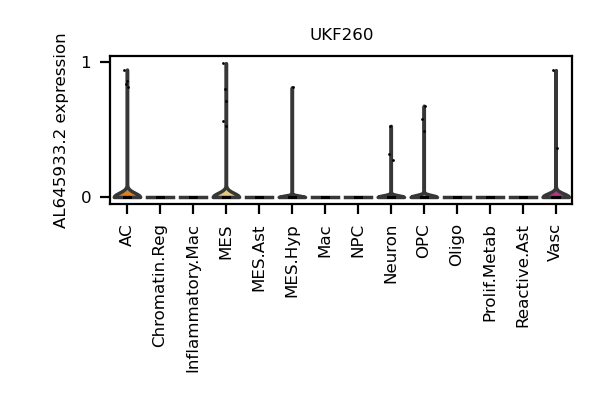 UKF260
AL645933.2 expression
1
0
AC
Chromatin.Reg
Inflammatory.Mac
MES
MES.Ast
MES.Hyp
Mac
NPC
Neuron
OPC
Oligo
Prolif.Metab
Reactive.Ast
Vasc